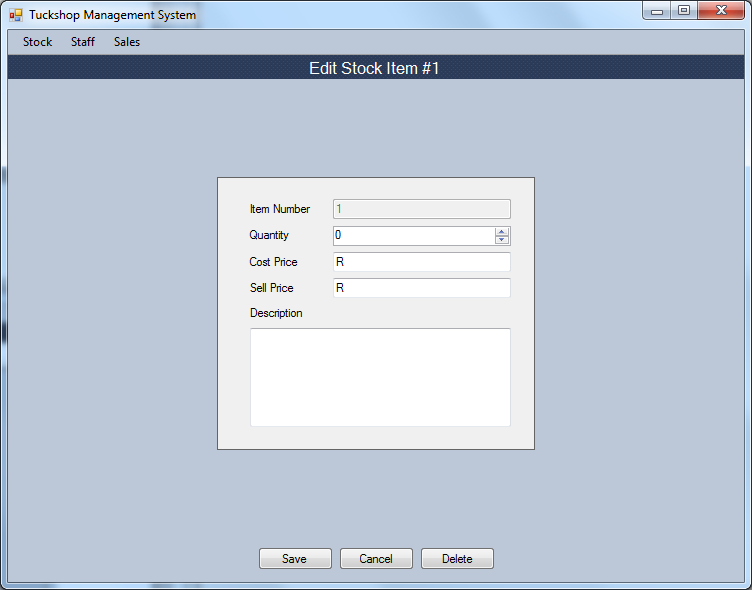 Tuckshop Management System
Stock Staff Sales
Edit Stock Item #1
Item Number 1
Quantity 0
Cost Price R
Sell Price R
Description
Save Cancel Delete